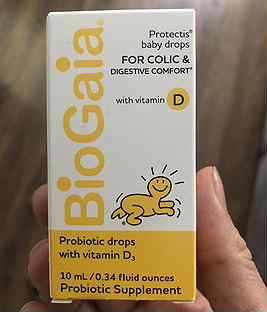 BioGaia®
Protectis®
baby drops
FOR COLIC &
DIGESTIVE COMFORT*
with vitamin D
Probiotic drops
with vitamin D₃
10 mL / 0.34 fluid ounces
Probiotic Supplement